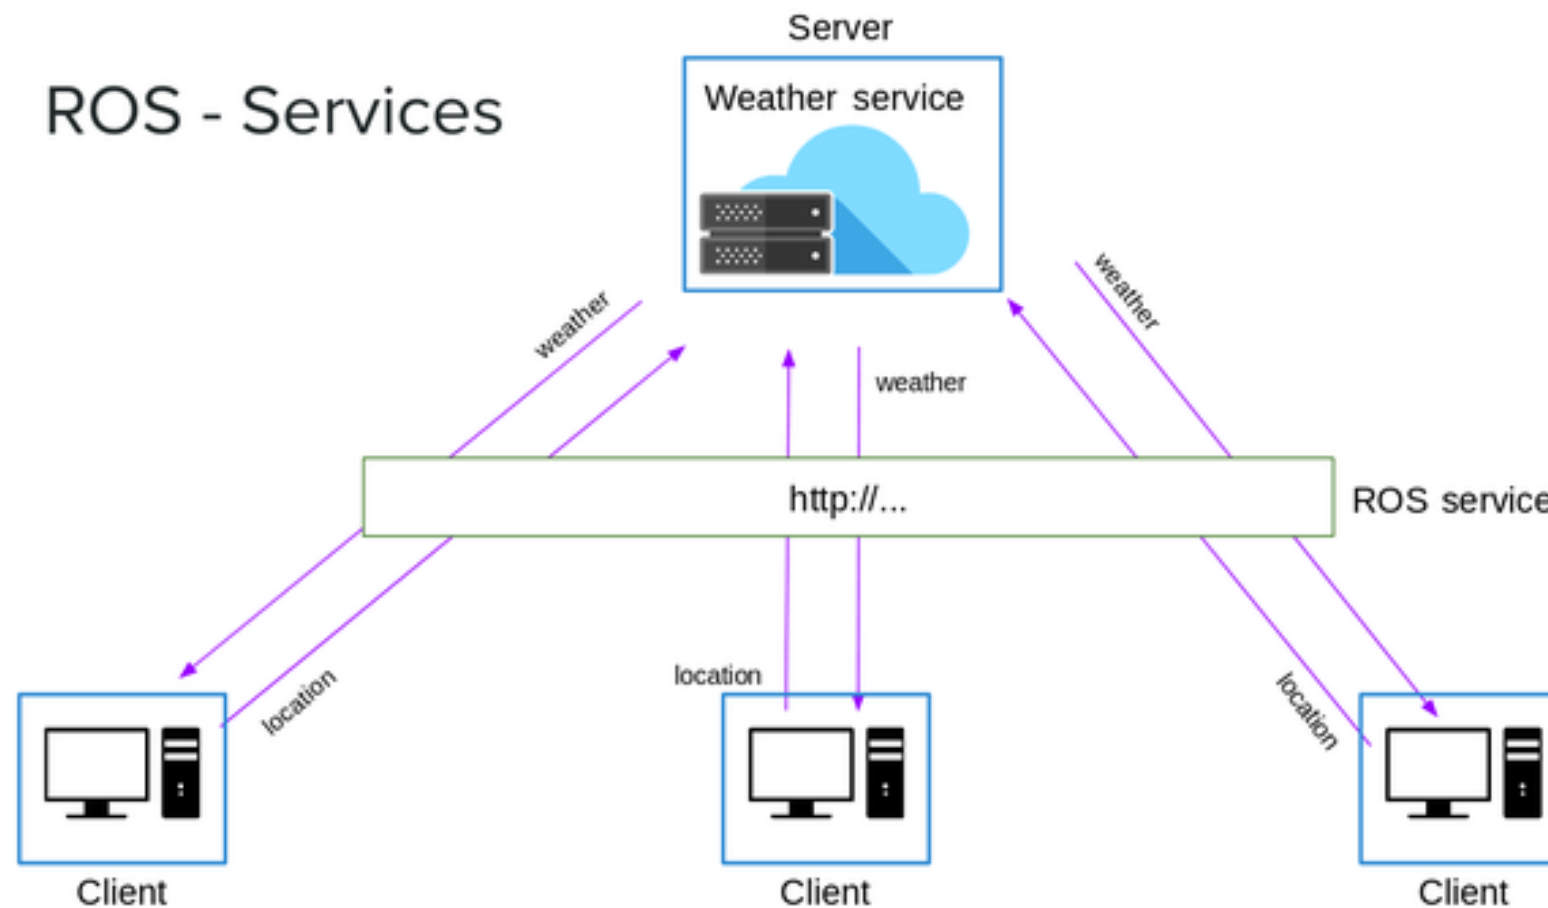 Server
ROS - Services
Weather service
weather
weather
weather
http://...
ROS service
location
location
location
Client
Client
Client